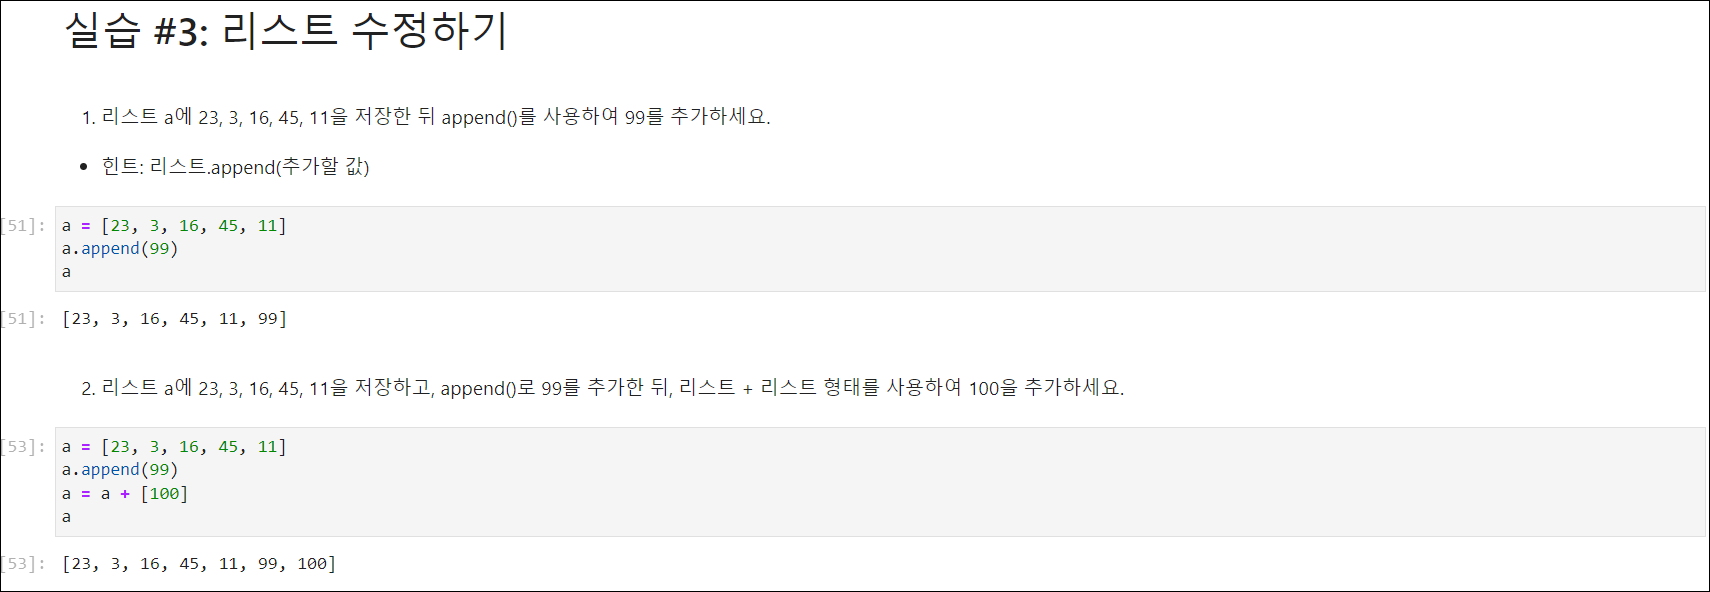 실습 #3: 리스트 수정하기
1. 리스트 a에 23, 3, 16, 45, 11을 저장한 뒤 append()를 사용하여 99를 추가하세요.
• 힌트: 리스트.append(추가할 값)
[51]: a = [23, 3, 16, 45, 11]
a.append(99)
a
[51]: [23, 3, 16, 45, 11, 99]
2. 리스트 a에 23, 3, 16, 45, 11을 저장하고, append()로 99를 추가한 뒤, 리스트 + 리스트 형태를 사용하여 100을 추가하세요.
[53]: a = [23, 3, 16, 45, 11]
a.append(99)
a = a + [100]
a
[53]: [23, 3, 16, 45, 11, 99, 100]